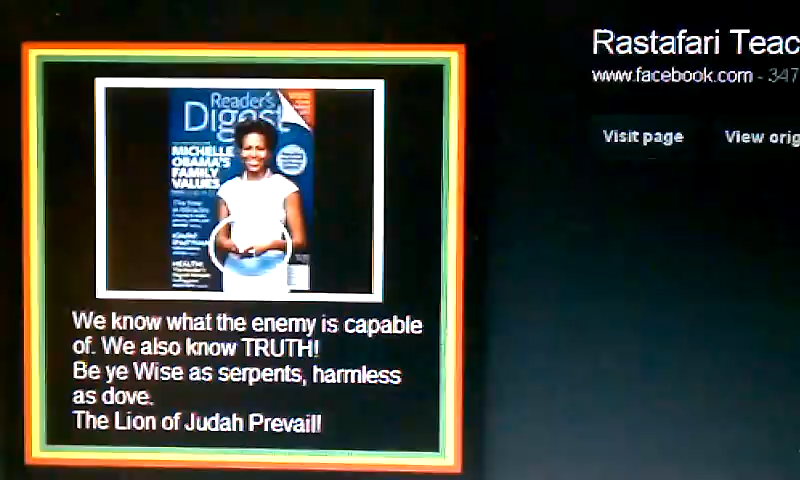 Rastafari Teac
www.facebook.com - 347
Visit page
View orig
Reader's
Digest
MICHELLE
OBAMA'S
FAMILY
VALUES
HEALTH:
We know what the enemy is capable
of. We also know TRUTH!
Be ye Wise as serpents, harmless
as dove.
The Lion of Judah Prevail!